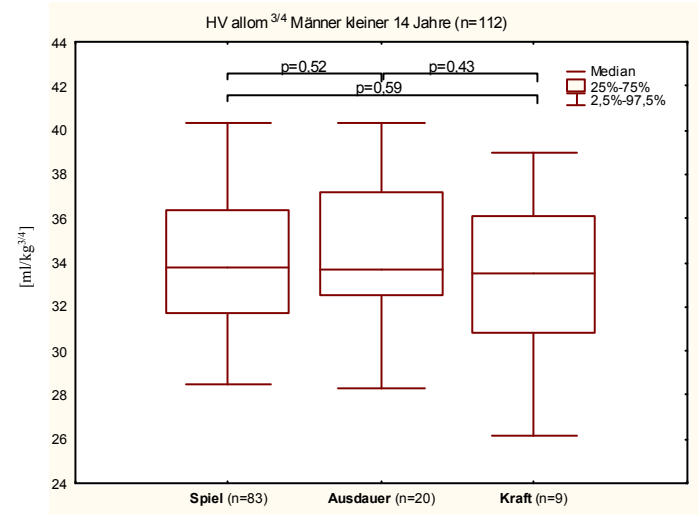 HV allom 3/4 Männer kleiner 14 Jahre (n=112)
44
42
40
38
36
34
32
30
28
26
24
[ml/kg3/4]
p=0,52
p=0,43
p=0,59
Median
25%-75%
2,5%-97,5%
Spiel (n=83)
Ausdauer (n=20)
Kraft (n=9)